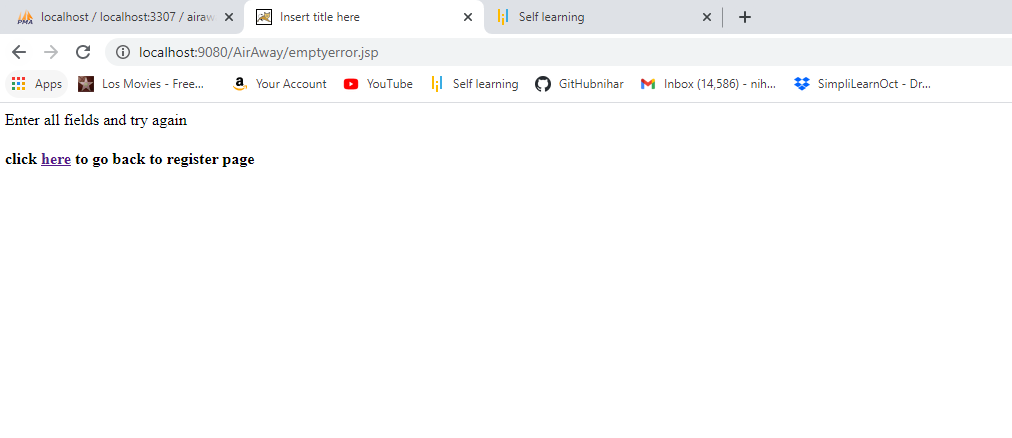 localhost / localhost:3307 / airaw
Insert title here
Self learning
localhost:9080/AirAway/emptyerror.jsp
Apps
Los Movies - Free...
Your Account
YouTube
Self learning
GitHubnihar
Inbox (14,586) - nih...
SimpliLearnOct - Dr...
Enter all fields and try again
click here to go back to register page